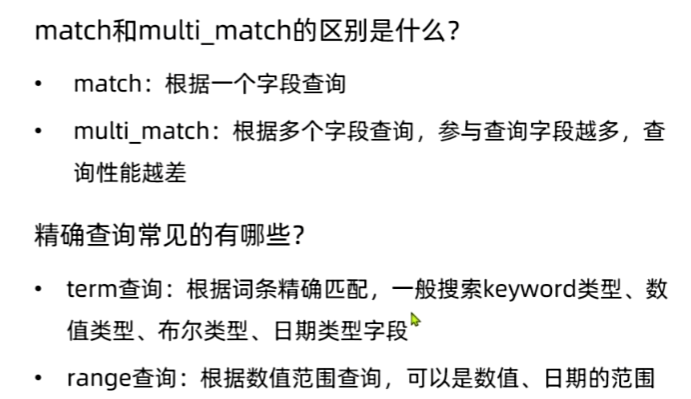 match和multi_match的区别是什么？
• match：根据一个字段查询
• multi_match：根据多个字段查询，参与查询字段越多，查
询性能越差
精确查询常见的有哪些？
• term查询：根据词条精确匹配，一般搜索keyword类型、数
值类型、布尔类型、日期类型字段
• range查询：根据数值范围查询，可以是数值、日期的范围